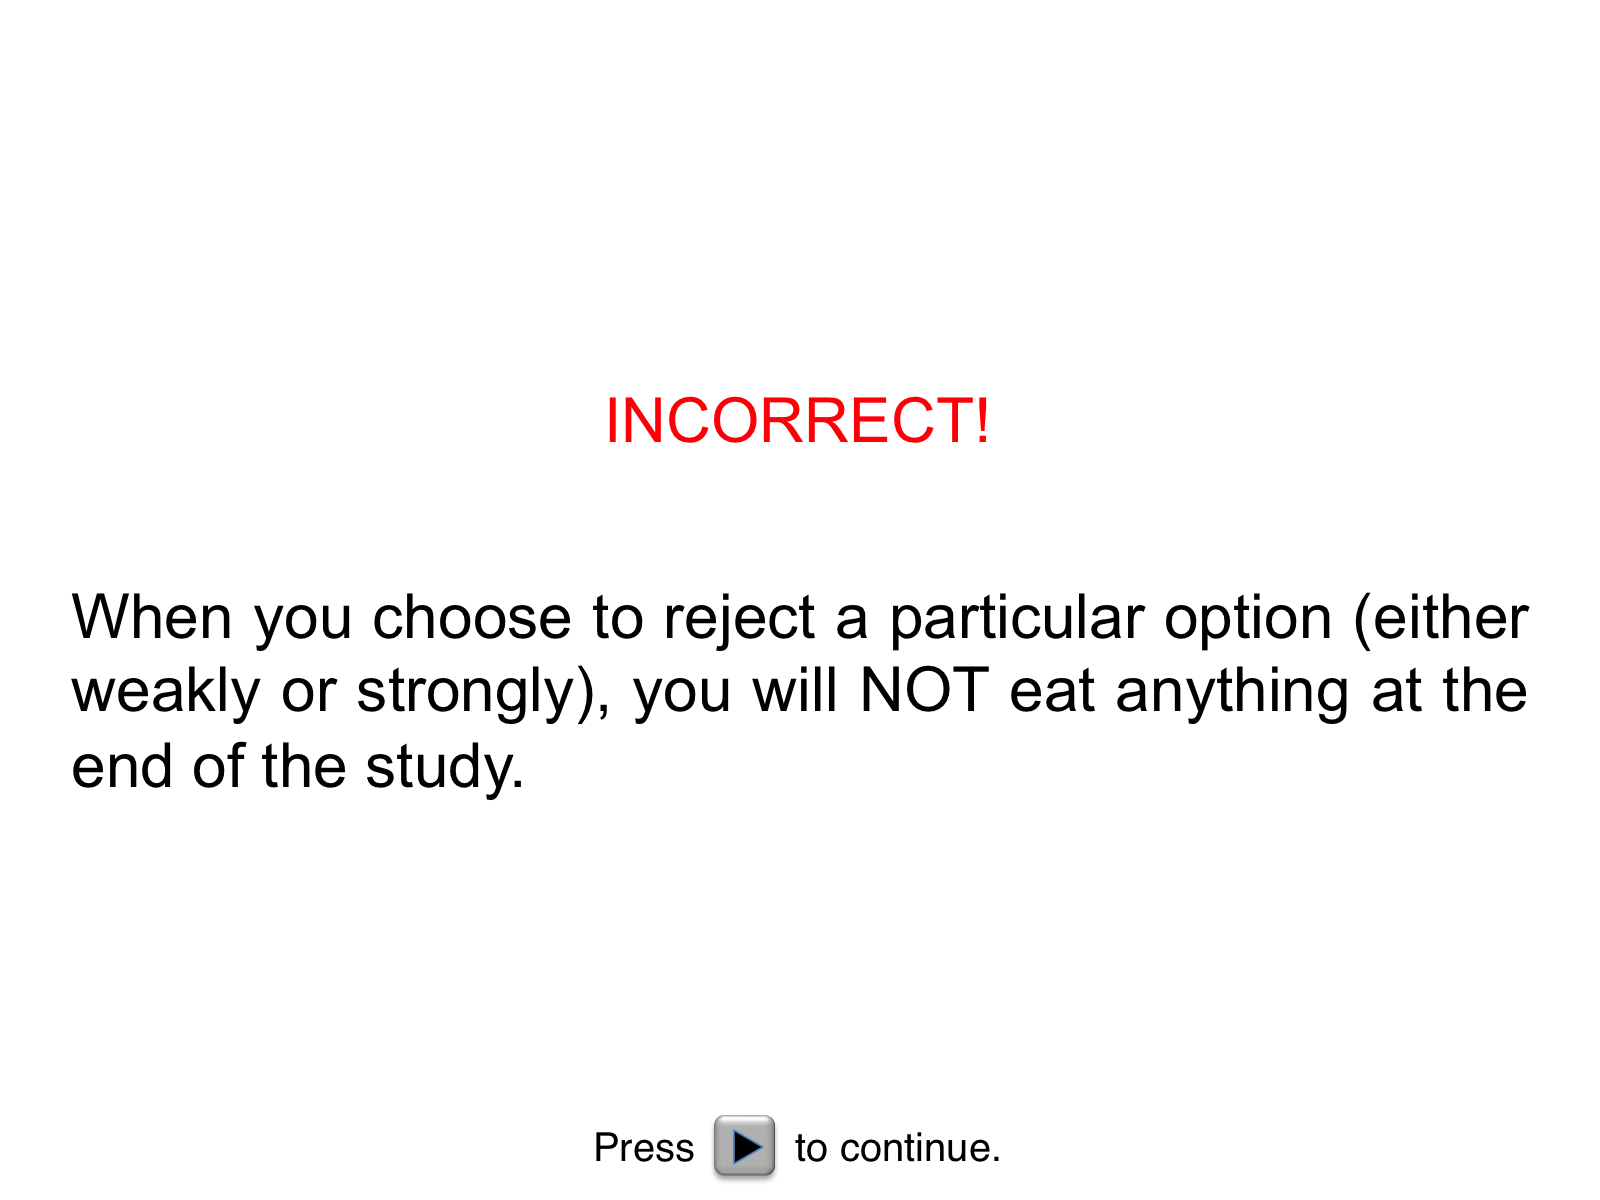 INCORRECT!
When you choose to reject a particular option (either
weakly or strongly), you will NOT eat anything at the
end of the study.
Press to continue.